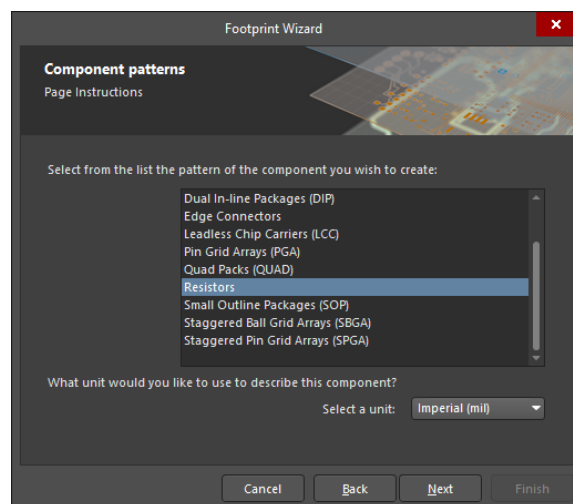 Footprint Wizard
Component patterns
Page Instructions
Select from the list the pattern of the component you wish to create:
Dual In-line Packages (DIP)
Edge Connectors
Leadless Chip Carriers (LCC)
Pin Grid Arrays (PGA)
Quad Packs (QUAD)
Resistors
Small Outline Packages (SOP)
Staggered Ball Grid Arrays (SBGA)
Staggered Pin Grid Arrays (SPGA)
What unit would you like to use to describe this component?
Select a unit: Imperial (mil)
Cancel Back Next Finish